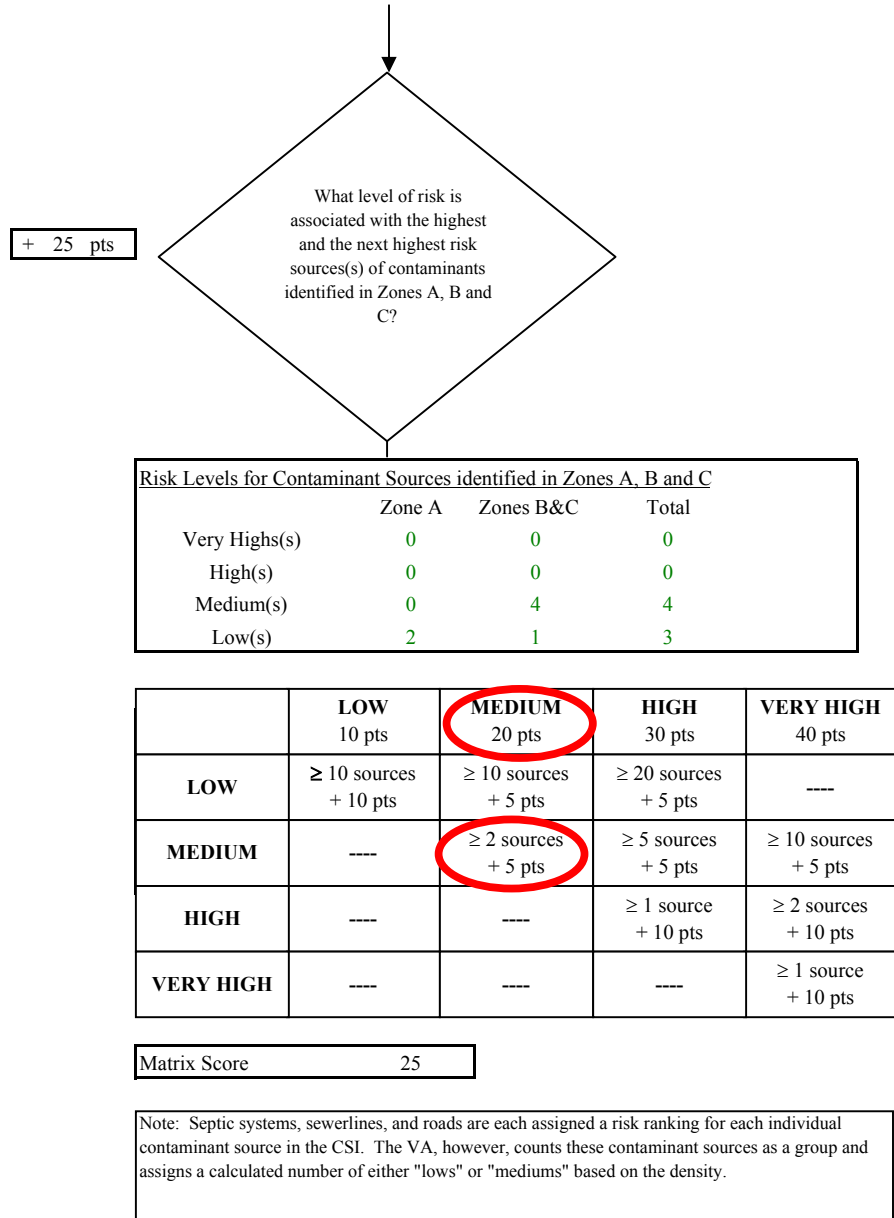 What level of risk is
associated with the highest
and the next highest risk
sources(s) of contaminants
identified in Zones A, B and
C?
+ 25 pts
Risk Levels for Contaminant Sources identified in Zones A, B and C
Zone A Zones B&C Total
Very Highs(s) 0 0 0
High(s) 0 0 0
Medium(s) 0 4 4
Low(s) 2 1 3
LOW MEDIUM HIGH VERY HIGH
10 pts 20 pts 30 pts 40 pts
LOW ≥ 10 sources ≥ 10 sources ≥ 20 sources ----
+ 10 pts + 5 pts + 5 pts
MEDIUM ---- ≥ 2 sources ≥ 5 sources ≥ 10 sources
+ 5 pts + 5 pts + 5 pts
HIGH ---- ---- ≥ 1 source ≥ 2 sources
+ 10 pts + 10 pts
VERY HIGH ---- ---- ---- ≥ 1 source
+ 10 pts
Matrix Score 25
Note: Septic systems, sewerlines, and roads are each assigned a risk ranking for each individual
contaminant source in the CSI. The VA, however, counts these contaminant sources as a group and
assigns a calculated number of either "lows" or "mediums" based on the density.